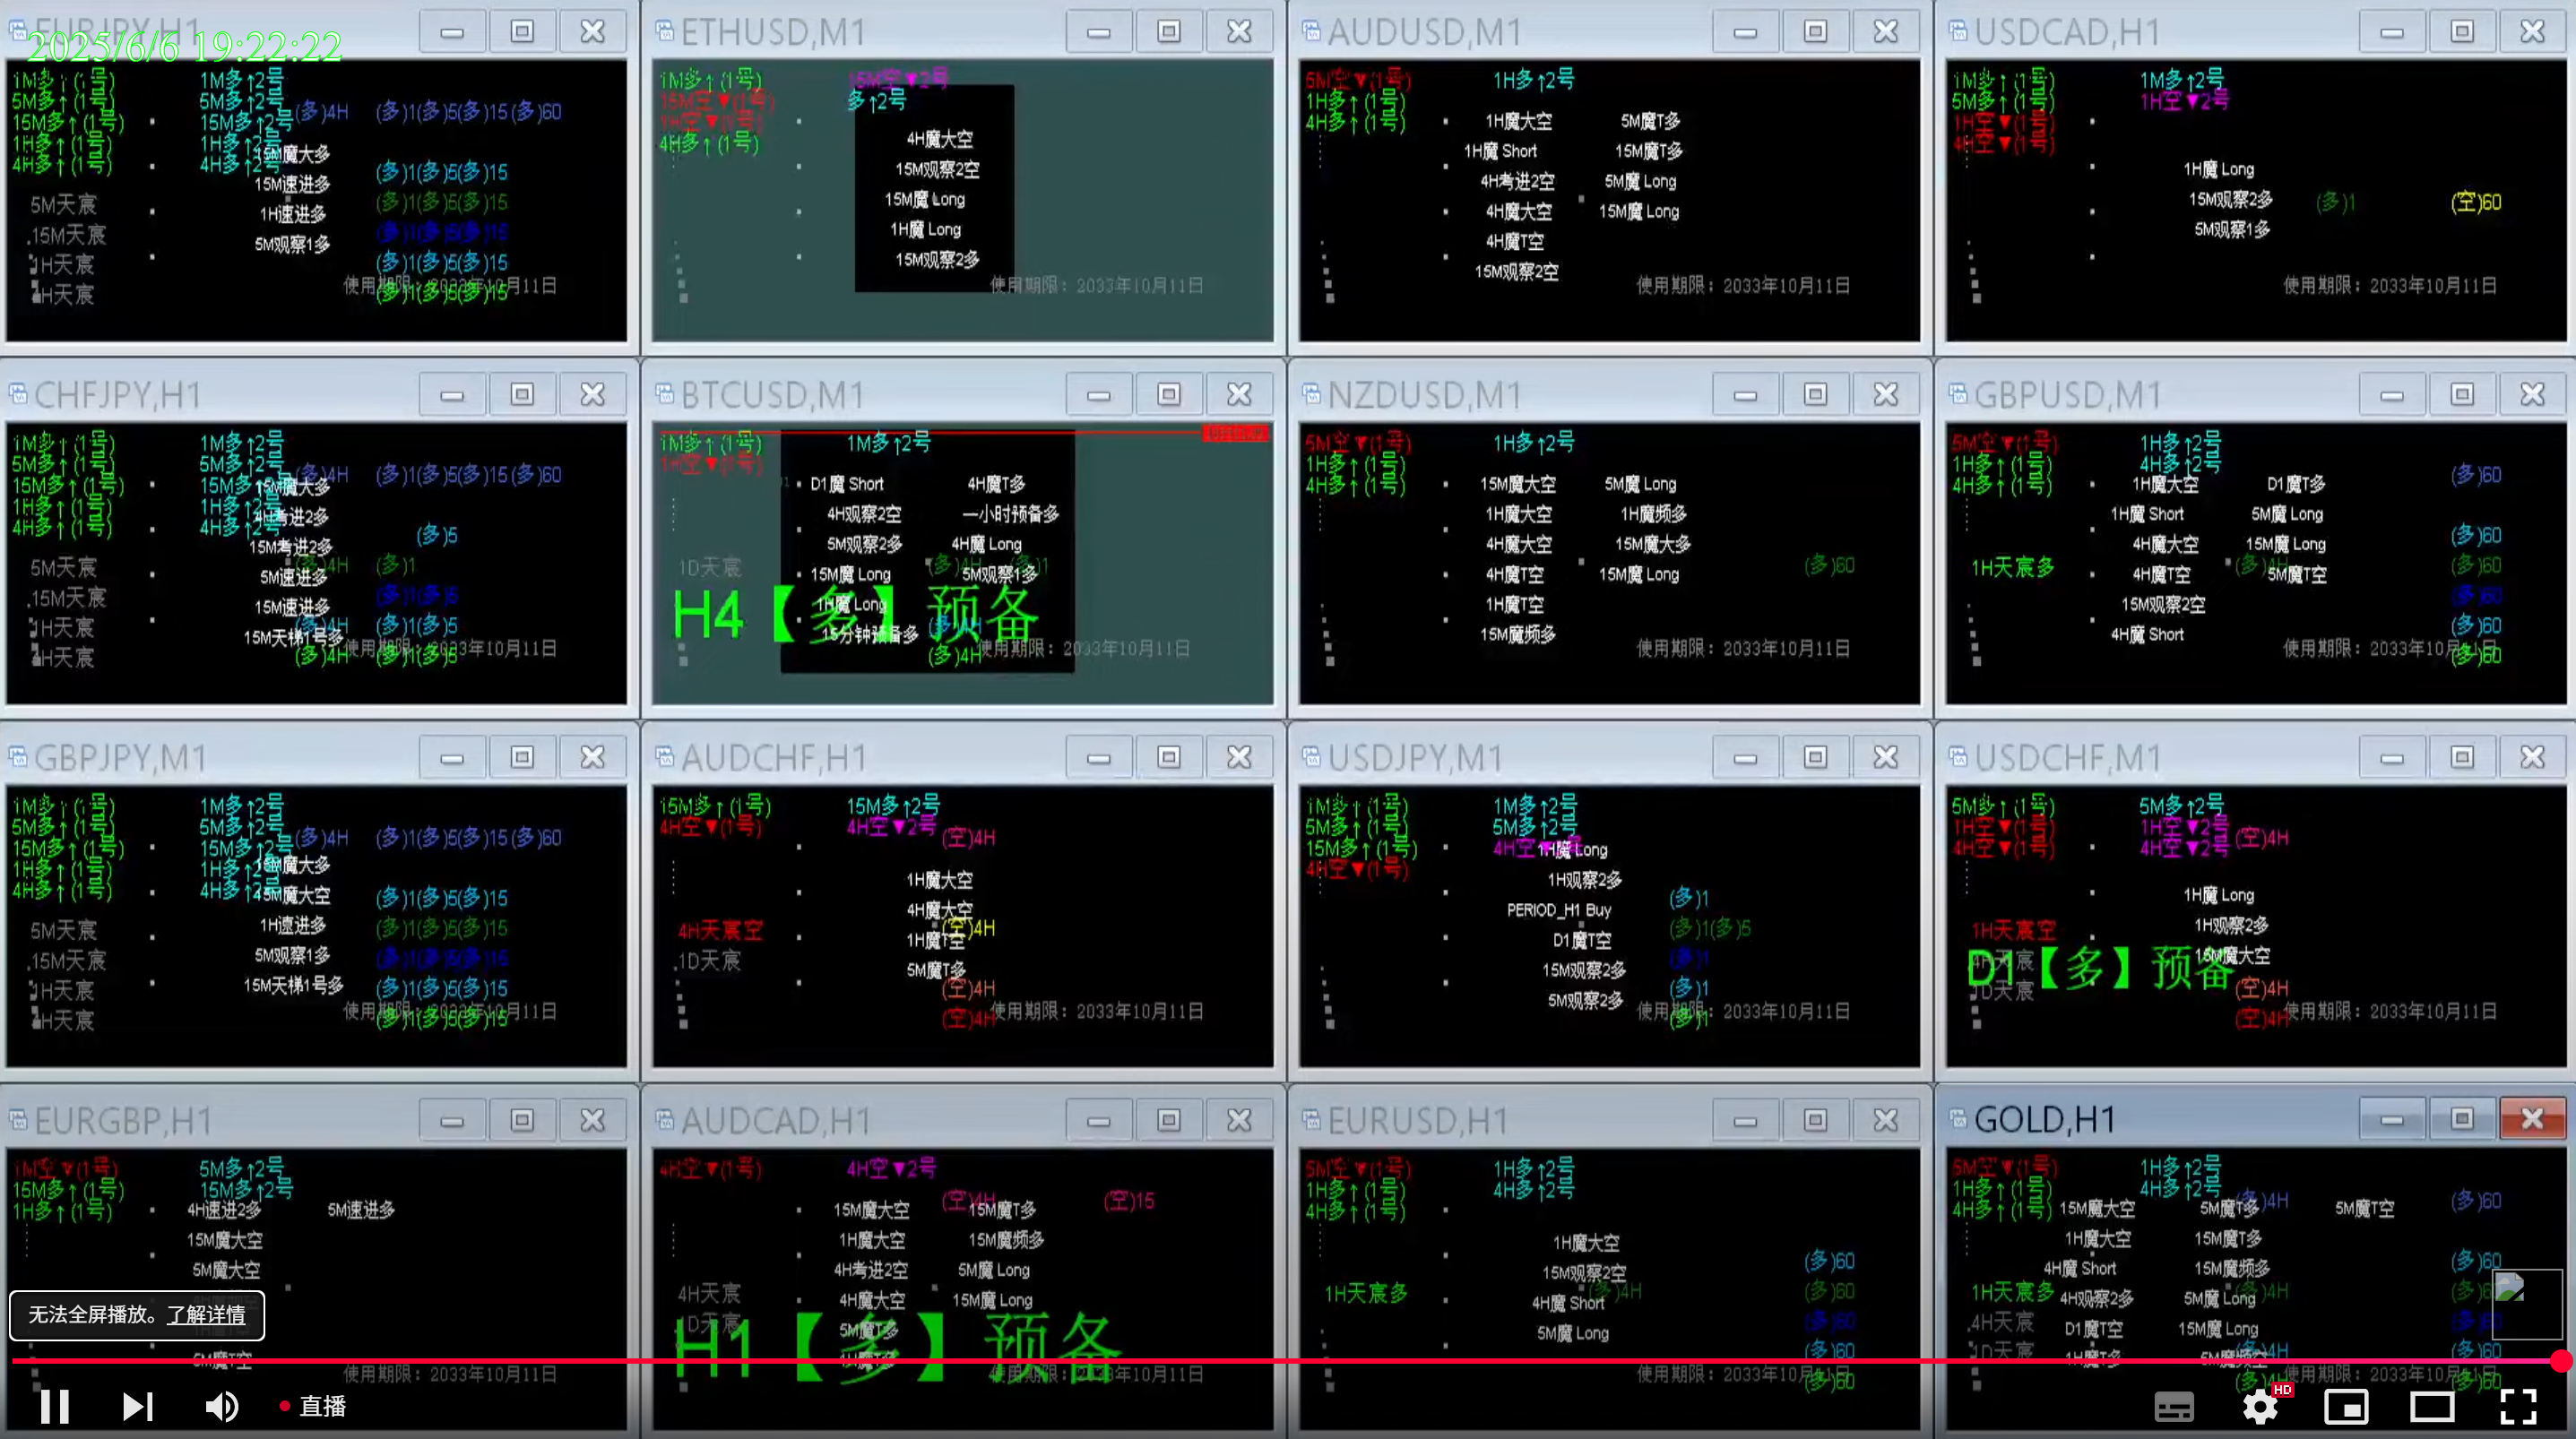 EURJPY,H1
2025/6/6 19:22:22
1M多↑(1号) 1M多↑2号
5M多↑(1号) 5M多↑2号 (多)4H (多)1(多)5(多)15(多)60
15M多↑(1号) 15M多↑2号
1H多↑(1号) 1H多↑2号
4H多↑(1号) 4H多↑2号
15M魔大多
15M速进多 (多)1(多)5(多)15
5M天宸 1H速进多 (多)1(多)5(多)15
.15M天宸 5M观察1多 (多)1(多)5(多)15
1H天宸 (多)1(多)5(多)15
4H天宸 (多)1(多)5(多)15
ETHUSD,M1
1M多↑(1号) 15M空▼2号
15M空▼(1号) 多↑2号
1H空▼(1号)
4H多↑(1号)
4H魔大空
15M观察2空
15M魔 Long
1H魔 Long
15M观察2多
使用期限：2033年10月11日
AUDUSD,M1
5M空▼(1号) 1H多↑2号
1H多↑(1号)
4H多↑(1号)
1H魔大空 5M魔T多
1H魔 Short 15M魔T多
4H考进2空 5M魔 Long
4H魔大空 15M魔 Long
4H魔T空
15M观察2空
使用期限：2033年10月11日
USDCAD,H1
1M多↑(1号) 1M多↑2号
5M多↑(1号) 1H空▼2号
1H空▼(1号)
4H空▼(1号)
1H魔 Long
15M观察2多 (多)1 (空)60
5M观察1多
使用期限：2033年10月11日
CHFJPY,H1
1M多↑(1号) 1M多↑2号
5M多↑(1号) 5M多↑2号 (多)4H (多)1(多)5(多)15(多)60
15M多↑(1号) 15M多↑2号
1H多↑(1号) 1H多↑2号
4H多↑(1号) 4H多↑2号
15M魔大多
4H考进2多
15M考进2多 (多)5
5M天宸 5M速进多 (多)4H (多)1
.15M天宸 15M速进多 (多)1(多)5
1H天宸 15M天梯1号多 (多)4H (多)1(多)5
4H天宸 (多)4H (多)1(多)5
BTCUSD,M1
1M多↑(1号) 1M多↑2号
1H空▼(1号)
D1魔 Short 4H魔T多
4H观察2空 一小时预备多
5M观察2多 4H魔 Long
1D天宸 15M魔 Long 5M观察1多 (多)4H (多)1
1H魔 Long
H4【多】预备
15分钟预备多
(多)4H 使用期限：2033年10月11日
NZDUSD,M1
5M空▼(1号) 1H多↑2号
1H多↑(1号)
4H多↑(1号)
15M魔大空 5M魔 Long
1H魔大空 1H魔频多
4H魔大空 15M魔大多
4H魔T空 15M魔 Long (多)60
1H魔T空
15M魔频多
使用期限：2033年10月11日
GBPUSD,M1
5M空▼(1号) 1H多↑2号
1H多↑(1号) 4H多↑2号
4H多↑(1号) (多)60
1H魔大空 D1魔T多
1H魔 Short 5M魔 Long
4H魔大空 15M魔 Long (多)60
1H天宸多 4H魔T空 (多)4H 5M魔T空 (多)60
15M观察2空 (多)60
4H魔 Short (多)60
使用期限：2033年10月11日 (多)60
GBPJPY,M1
1M多↑(1号) 1M多↑2号
5M多↑(1号) 5M多↑2号 (多)4H (多)1(多)5(多)15(多)60
15M多↑(1号) 15M多↑2号
1H多↑(1号) 1H多↑2号
4H多↑(1号) 4H多↑2号
15M魔大多
15M魔大空 (多)1(多)5(多)15
5M天宸 1H速进多 (多)1(多)5(多)15
.15M天宸 5M观察1多 (多)1(多)5(多)15
1H天宸 15M天梯1号多 (多)1(多)5(多)15
4H天宸 (多)1(多)5(多)15
AUDCHF,H1
15M多↑(1号) 15M多↑2号
4H空▼(1号) 4H空▼2号 (空)4H
1H魔大空
4H魔大空
4H天宸空 1H魔T空 (空)4H
.1D天宸 5M魔T多
(空)4H
(空)4H 使用期限：2033年10月11日
USDJPY,M1
1M多↑(1号) 1M多↑2号
5M多↑(1号) 5M多↑2号
15M多↑(1号) 4H空▼2号
4H空▼(1号)
1H魔 Long
1H观察2多
PERIOD_H1 Buy (多)1
D1魔T空 (多)1(多)5
15M观察2多 (多)1
5M观察2多 (多)1
(多)1 使用期限：2033年10月11日
USDCHF,M1
5M多↑(1号) 5M多↑2号
1H空▼(1号) 1H空▼2号
4H空▼(1号) 4H空▼2号 (空)4H
1H魔 Long
1H天宸空 1H观察2多
4H天宸 15M魔大空
D1【多】预备
1D天宸 (空)4H
(空)4H 使用期限：2033年10月11日
EURGBP,H1
1M空▼(1号) 5M多↑2号
15M多↑(1号) 15M多↑2号
1H多↑(1号)
4H速进2多 5M速进多
15M魔大空
5M魔大空
5M魔T空
使用期限：2033年10月11日
AUDCAD,H1
4H空▼(1号) 4H空▼2号
(空)4H (空)15
15M魔大空 15M魔T多
1H魔大空 15M魔频多
4H考进2空 5M魔 Long
4H天宸 4H魔大空 15M魔 Long
1D天宸 5M魔T多
H1【多】预备
使用期限：2033年10月11日
EURUSD,H1
5M空▼(1号) 1H多↑2号
1H多↑(1号) 4H多↑2号
4H多↑(1号)
1H魔大空
15M观察2空 (多)60
1H天宸多 4H魔 Short (多)4H (多)60
5M魔 Long (多)60
(多)60
使用期限：2033年10月11日 (多)60
GOLD,H1
5M空▼(1号) 1H多↑2号
1H多↑(1号) 4H多↑2号
4H多↑(1号) (多)4H (多)60
15M魔大空 5M魔T多 5M魔T空
1H魔大空 15M魔T多
4H魔 Short 15M魔频多 (多)60
1H天宸多 4H观察2多 5M魔 Long
.4H天宸 D1魔T空 15M魔 Long
1D天宸 1H魔T多 (多)60
使用期限：2033年10月11日 (多)60
无法全屏播放。了解详情
直播
HD